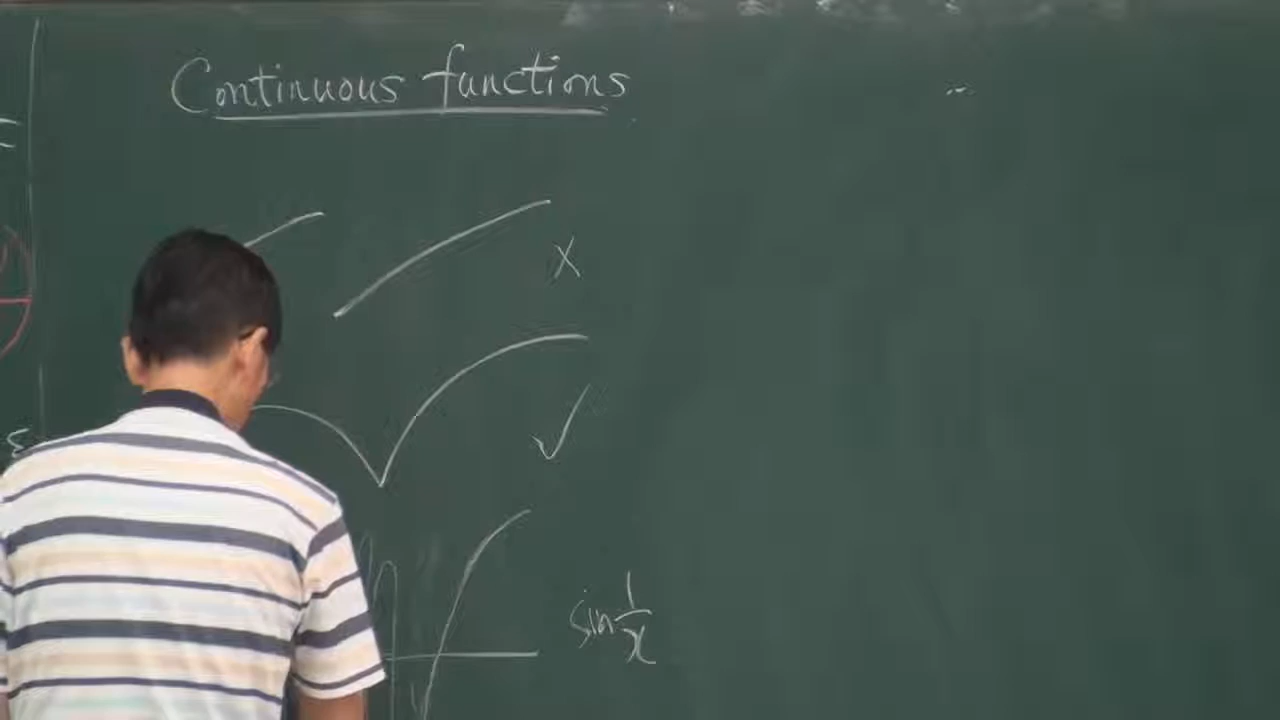 Continuous functions
x
✓
ε
sin 1/x